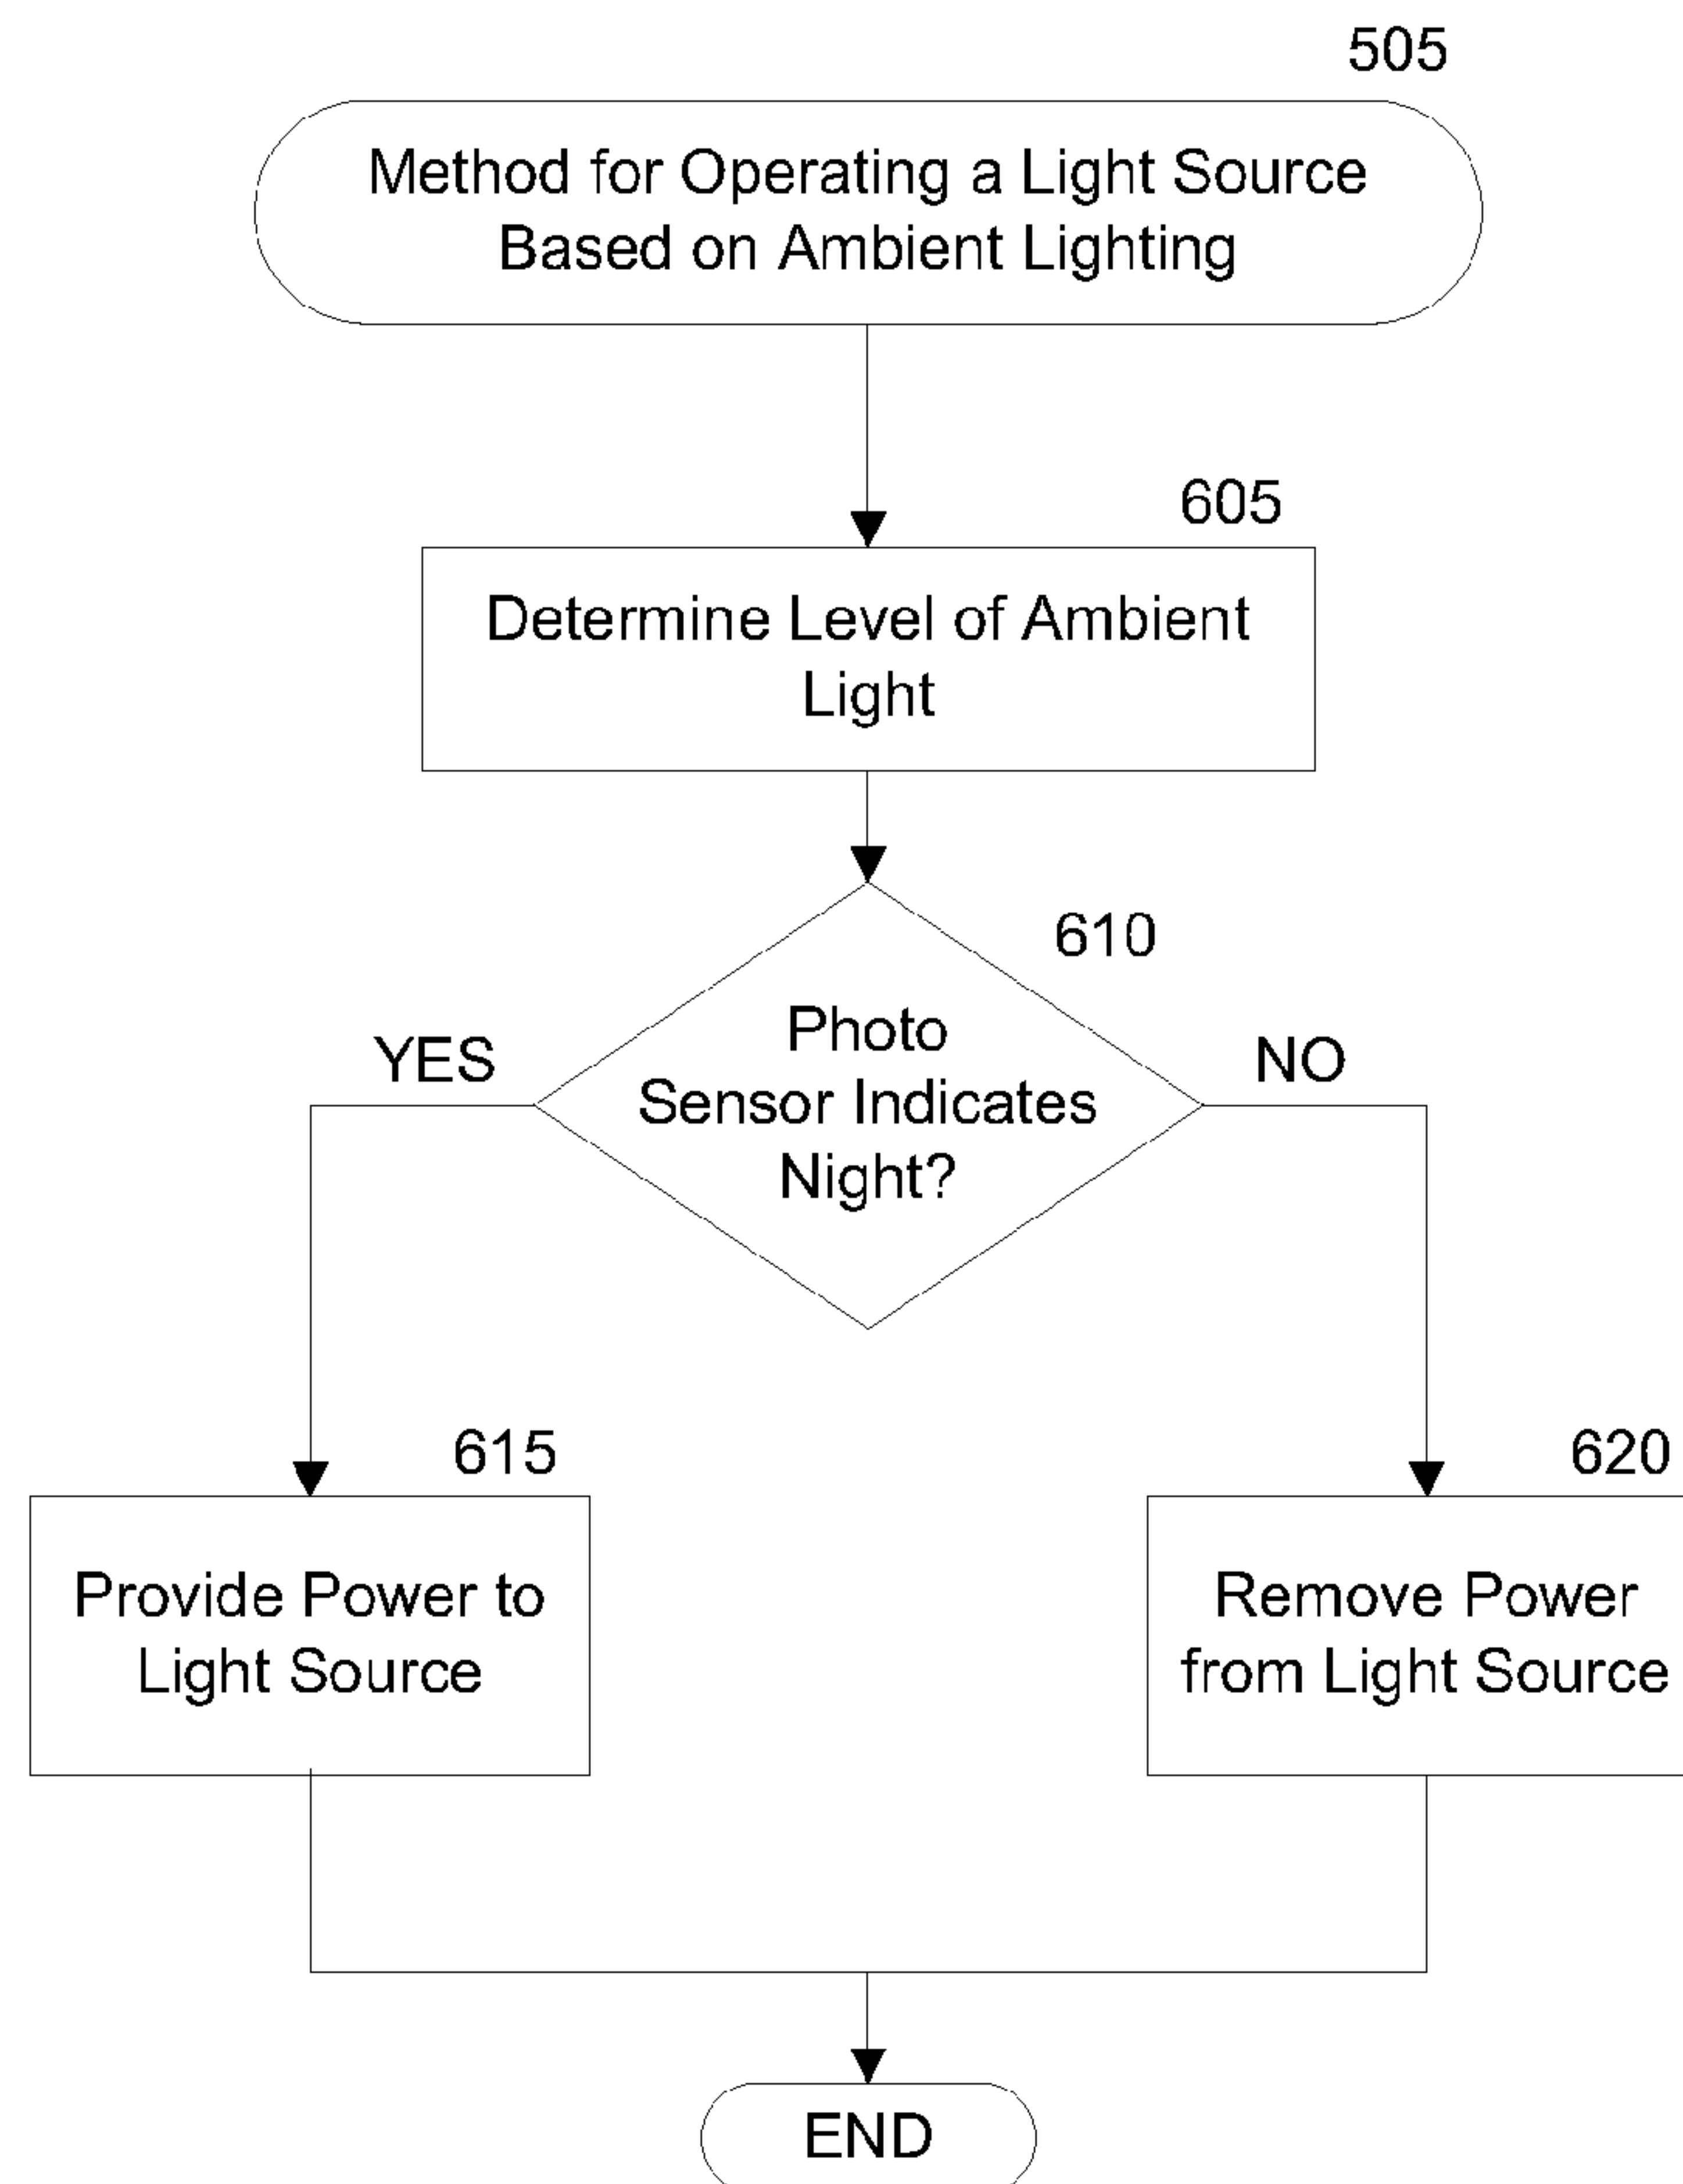 505
Method for Operating a Light Source
Based on Ambient Lighting
605
Determine Level of Ambient
Light
610
Photo
Sensor Indicates
Night?
YES
NO
615
Provide Power to
Light Source
620
Remove Power
from Light Source
END